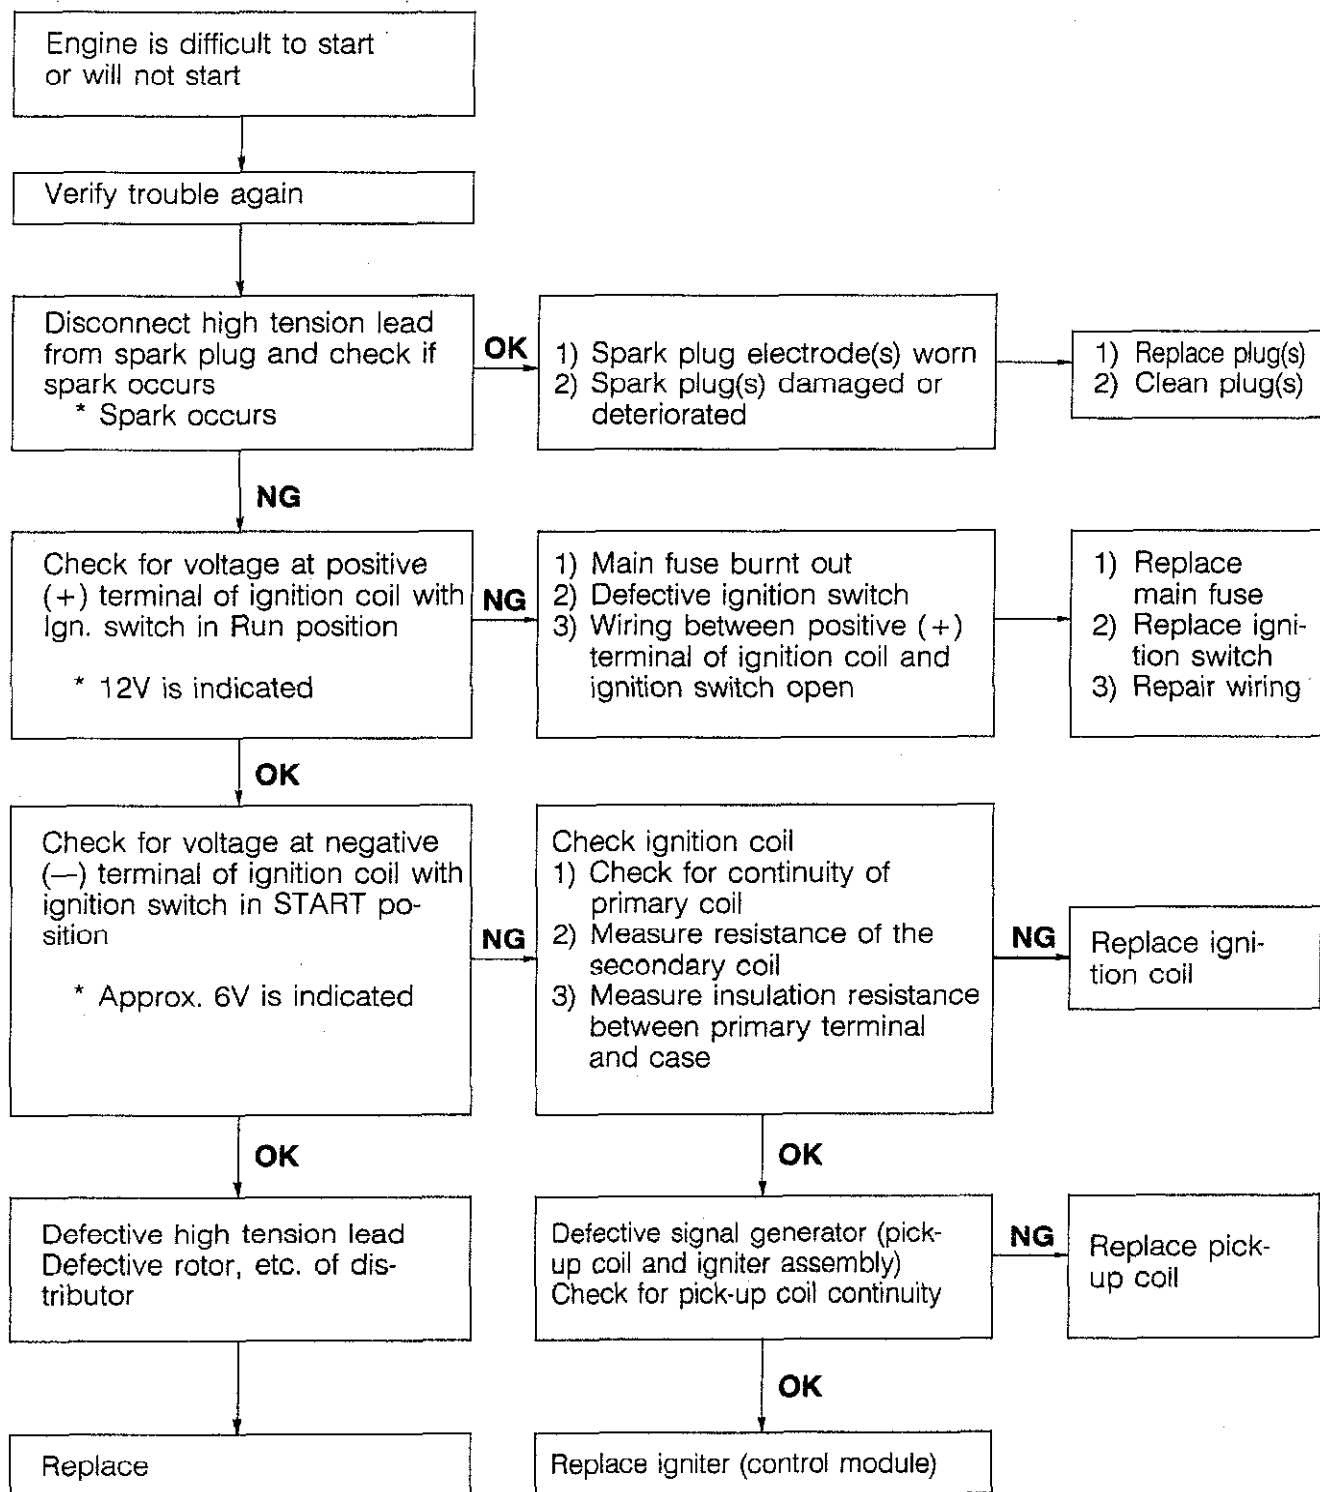 Engine is difficult to start
or will not start
Verify trouble again
Disconnect high tension lead
from spark plug and check if
spark occurs
* Spark occurs
OK
1) Spark plug electrode(s) worn
2) Spark plug(s) damaged or
deteriorated
1) Replace plug(s)
2) Clean plug(s)
NG
Check for voltage at positive
(+) terminal of ignition coil with
Ign. switch in Run position
* 12V is indicated
NG
1) Main fuse burnt out
2) Defective ignition switch
3) Wiring between positive (+)
terminal of ignition coil and
ignition switch open
1) Replace
main fuse
2) Replace igni-
tion switch
3) Repair wiring
OK
Check for voltage at negative
(—) terminal of ignition coil with
ignition switch in START po-
sition
* Approx. 6V is indicated
NG
Check ignition coil
1) Check for continuity of
primary coil
2) Measure resistance of the
secondary coil
3) Measure insulation resistance
between primary terminal
and case
NG
Replace igni-
tion coil
OK
OK
Defective high tension lead
Defective rotor, etc. of dis-
tributor
Defective signal generator (pick-
up coil and igniter assembly)
Check for pick-up coil continuity
NG
Replace pick-
up coil
OK
Replace
Replace igniter (control module)